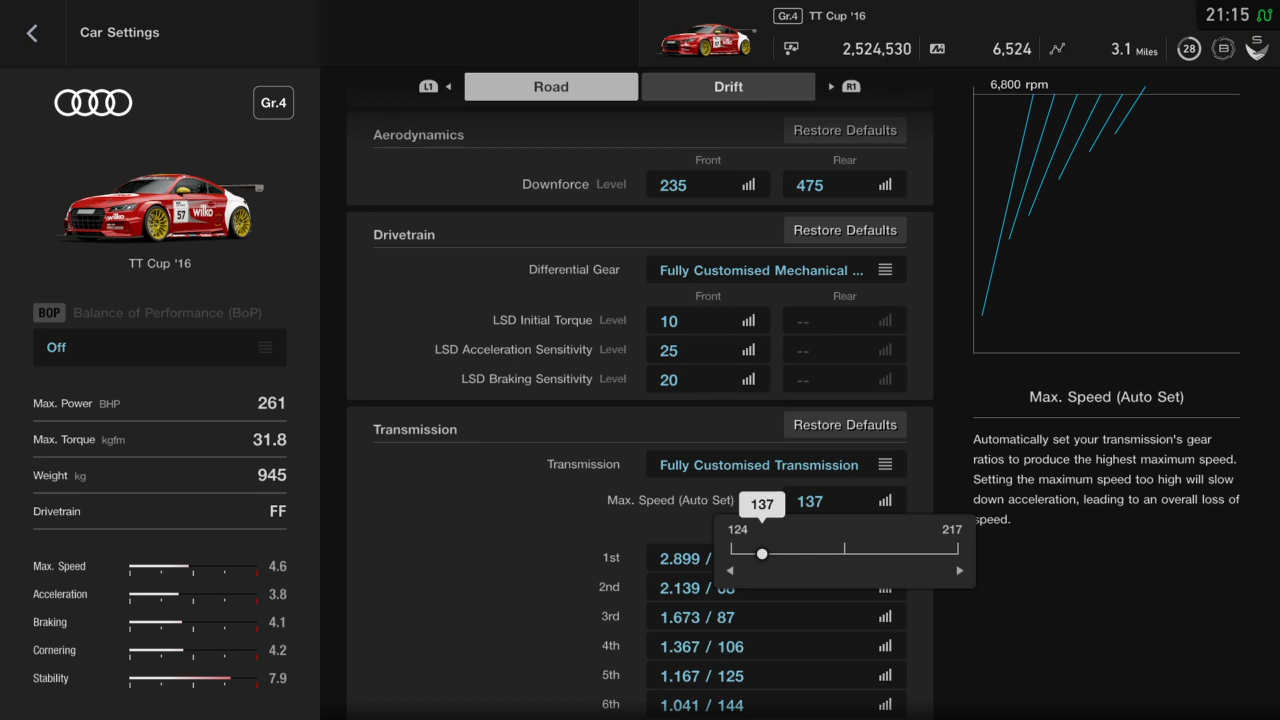 Car Settings
Gr.4 TT Cup '16
21:15
2,524,530 6,524 3.1 Miles 28 B S
L1 Road Drift R1
Gr.4
57 wilko
TT Cup '16
BOP Balance of Performance (BoP)
Off
Max. Power BHP 261
Max. Torque kgfm 31.8
Weight kg 945
Drivetrain FF
Max. Speed 4.6
Acceleration 3.8
Braking 4.1
Cornering 4.2
Stability 7.9
Aerodynamics Restore Defaults
Front Rear
Downforce Level 235 475
Drivetrain Restore Defaults
Differential Gear Fully Customised Mechanical ...
Front Rear
LSD Initial Torque Level 10 --
LSD Acceleration Sensitivity Level 25 --
LSD Braking Sensitivity Level 20 --
Transmission Restore Defaults
Transmission Fully Customised Transmission
Max. Speed (Auto Set) 137 137
124 217
1st 2.899 /
2nd 2.139 / 68
3rd 1.673 / 87
4th 1.367 / 106
5th 1.167 / 125
6th 1.041 / 144
6,800 rpm
Max. Speed (Auto Set)
Automatically set your transmission's gear
ratios to produce the highest maximum speed.
Setting the maximum speed too high will slow
down acceleration, leading to an overall loss of
speed.